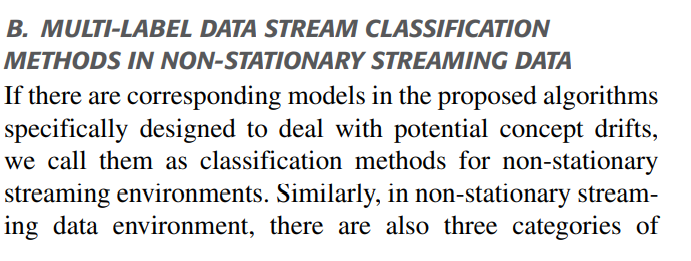 B. MULTI-LABEL DATA STREAM CLASSIFICATION
METHODS IN NON-STATIONARY STREAMING DATA
If there are corresponding models in the proposed algorithms
specifically designed to deal with potential concept drifts,
we call them as classification methods for non-stationary
streaming environments. Similarly, in non-stationary stream-
ing data environment, there are also three categories of